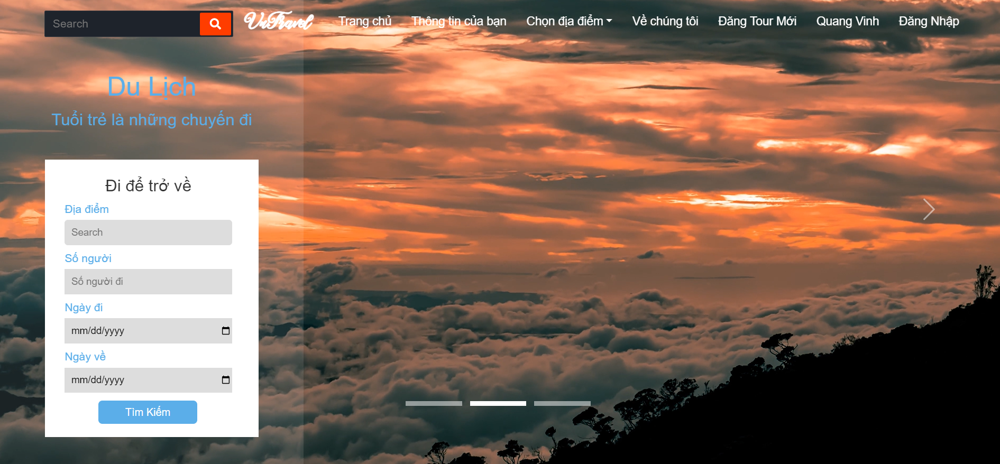 Search
VnTravel
Trang chủ
Thông tin của bạn
Chọn địa điểm
Về chúng tôi
Đăng Tour Mới
Quang Vinh
Đăng Nhập
Du Lịch
Tuổi trẻ là những chuyến đi
Đi để trở về
Địa điểm
Search
Số người
Số người đi
Ngày đi
mm/dd/yyyy
Ngày về
mm/dd/yyyy
Tìm Kiếm